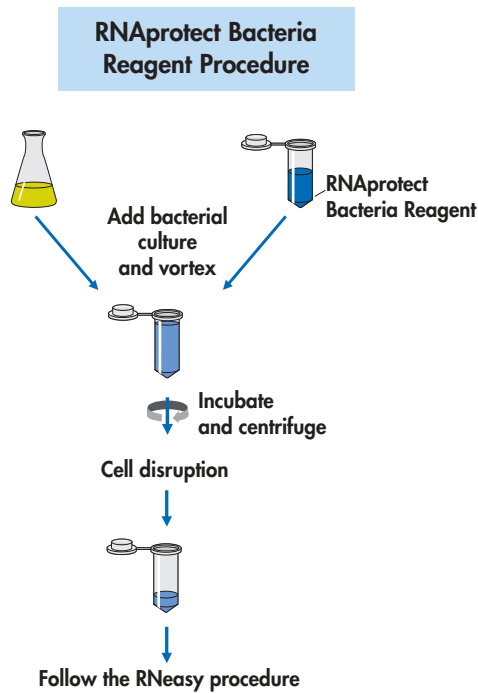 RNAprotect Bacteria
Reagent Procedure
RNAprotect
Bacteria Reagent
Add bacterial
culture
and vortex
Incubate
and centrifuge
Cell disruption
Follow the RNeasy procedure